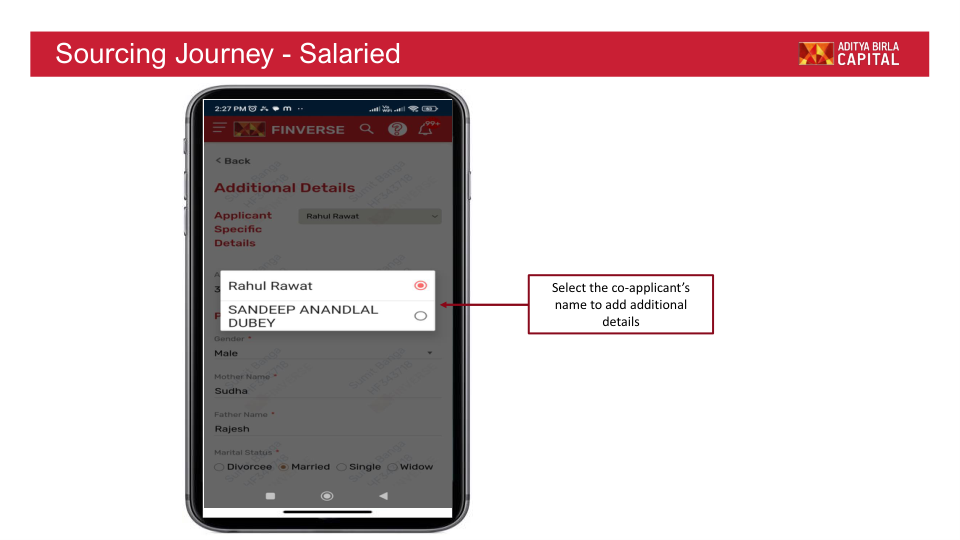 Sourcing Journey - Salaried
ADITYA BIRLA
CAPITAL
2:27 PM
FINVERSE
99+
< Back
Additional Details
Applicant
Specific
Details
Rahul Rawat
Rahul Rawat
SANDEEP ANANDLAL
DUBEY
Gender *
Male
Mother Name *
Sudha
Father Name *
Rajesh
Marital Status *
Divorcee Married Single Widow
Select the co-applicant's
name to add additional
details